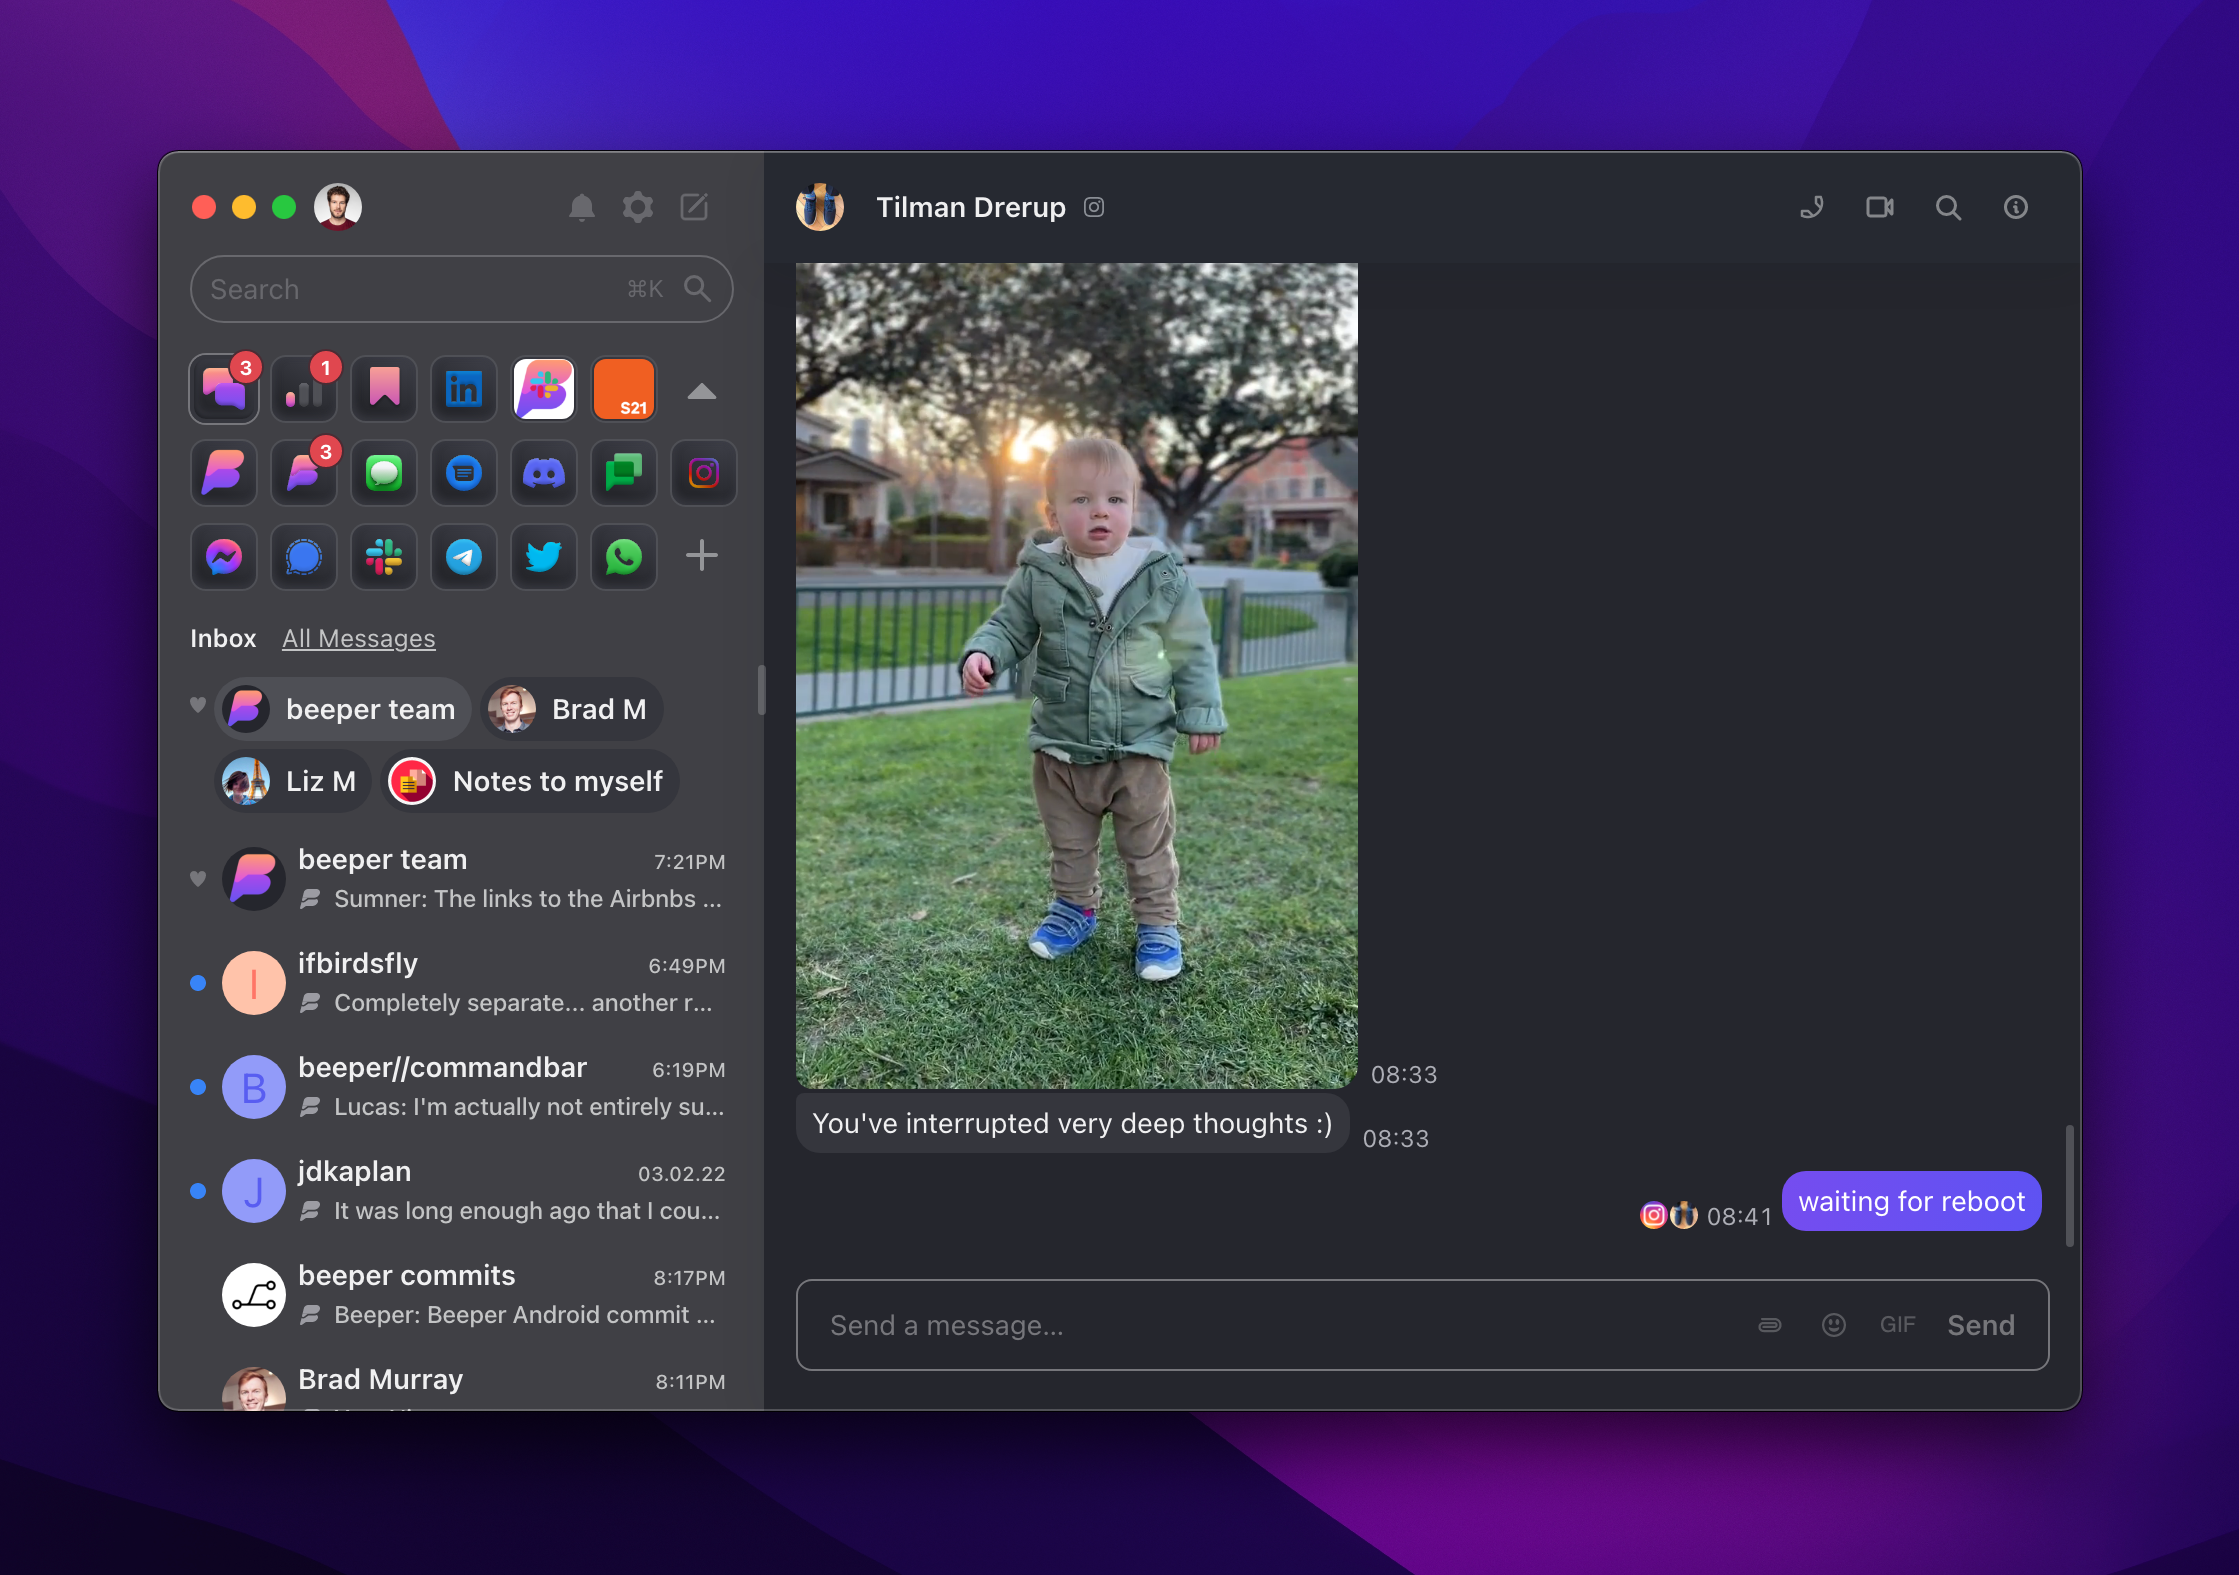 Search ⌘K
3
1
in
S21
3
Inbox All Messages
beeper team
Brad M
Liz M
Notes to myself
beeper team 7:21PM
Sumner: The links to the Airbnbs ...
I
ifbirdsfly 6:49PM
Completely separate... another r...
B
beeper//commandbar 6:19PM
Lucas: I'm actually not entirely su...
J
jdkaplan 03.02.22
It was long enough ago that I cou...
beeper commits 8:17PM
Beeper: Beeper Android commit ...
Brad Murray 8:11PM
Tilman Drerup
08:33
You've interrupted very deep thoughts :) 08:33
08:41 waiting for reboot
Send a message... GIF Send